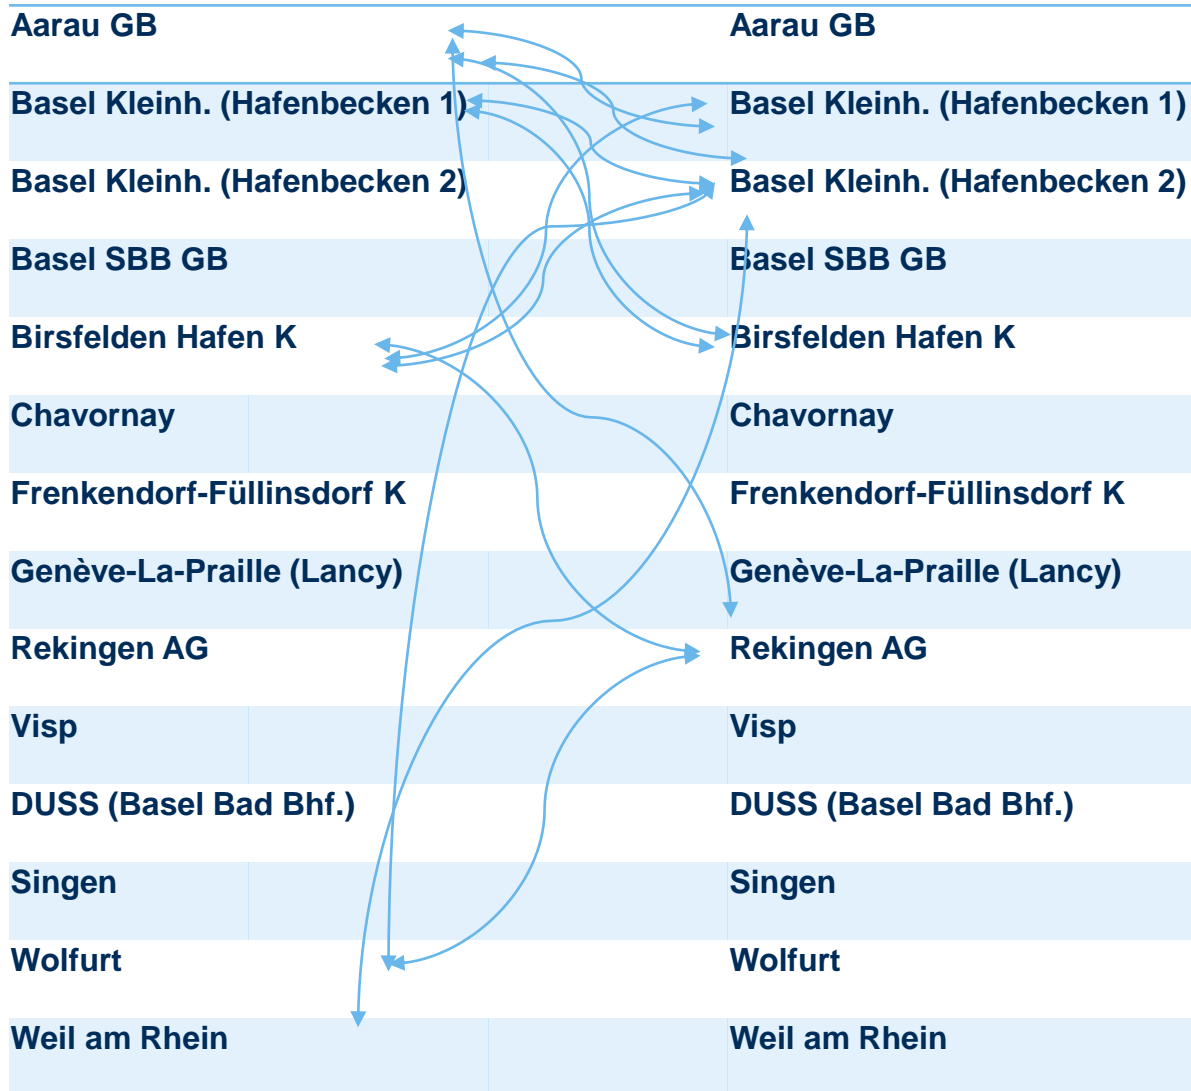 Aarau GB Aarau GB
Basel Kleinh. (Hafenbecken 1) Basel Kleinh. (Hafenbecken 1)
Basel Kleinh. (Hafenbecken 2) Basel Kleinh. (Hafenbecken 2)
Basel SBB GB Basel SBB GB
Birsfelden Hafen K Birsfelden Hafen K
Chavornay Chavornay
Frenkendorf-Füllinsdorf K Frenkendorf-Füllinsdorf K
Genève-La-Praille (Lancy) Genève-La-Praille (Lancy)
Rekingen AG Rekingen AG
Visp Visp
DUSS (Basel Bad Bhf.) DUSS (Basel Bad Bhf.)
Singen Singen
Wolfurt Wolfurt
Weil am Rhein Weil am Rhein